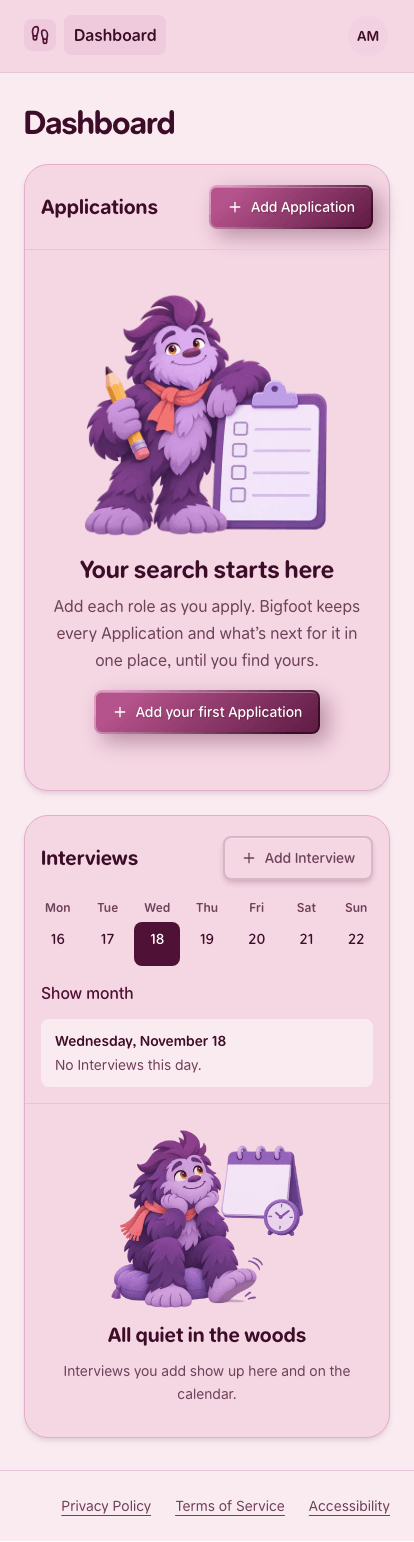 Dashboard
AM
Dashboard
Applications
Add Application
Your search starts here
Add each role as you apply. Bigfoot keeps
every Application and what’s next for it in
one place, until you find yours.
Add your first Application
Interviews
Add Interview
Mon Tue Wed Thu Fri Sat Sun
16 17 18 19 20 21 22
Show month
Wednesday, November 18
No Interviews this day.
All quiet in the woods
Interviews you add show up here and on the
calendar.
Privacy Policy Terms of Service Accessibility